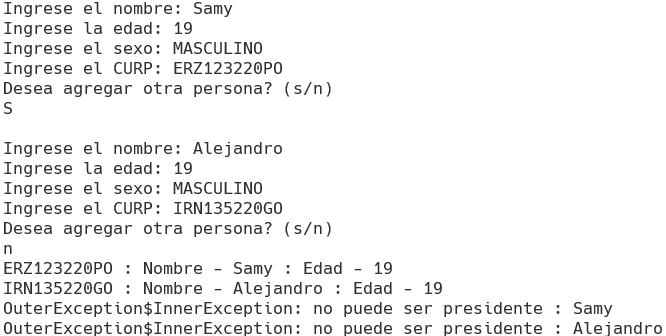 Ingrese el nombre: Samy
Ingrese la edad: 19
Ingrese el sexo: MASCULINO
Ingrese el CURP: ERZ123220PO
Desea agregar otra persona? (s/n)
S
Ingrese el nombre: Alejandro
Ingrese la edad: 19
Ingrese el sexo: MASCULINO
Ingrese el CURP: IRN135220GO
Desea agregar otra persona? (s/n)
n
ERZ123220PO : Nombre - Samy : Edad - 19
IRN135220GO : Nombre - Alejandro : Edad - 19
OuterException$InnerException: no puede ser presidente : Samy
OuterException$InnerException: no puede ser presidente : Alejandro